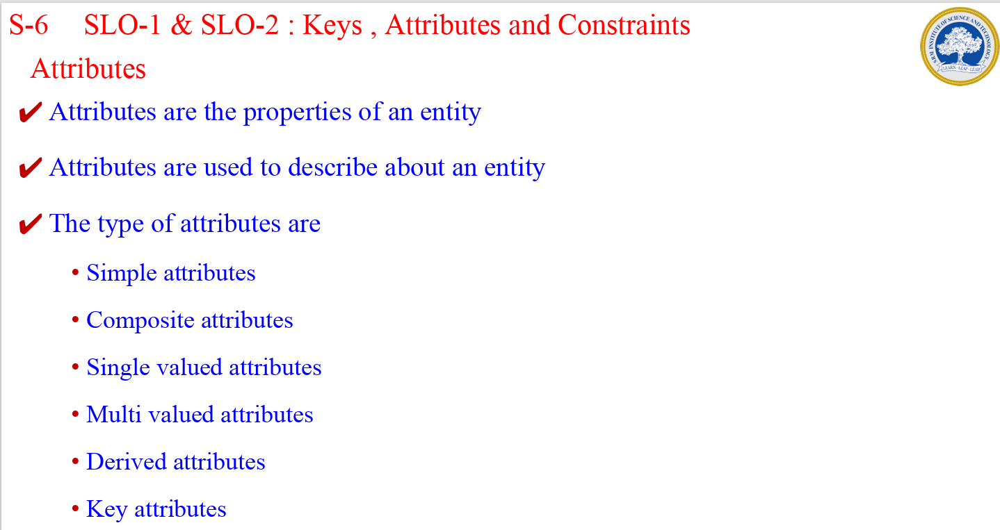 S-6 SLO-1 & SLO-2 : Keys , Attributes and Constraints
SRM INSTITUTE OF SCIENCE AND TECHNOLOGY
LEARN - LEAP - LEAD
Attributes
✔ Attributes are the properties of an entity
✔ Attributes are used to describe about an entity
✔ The type of attributes are
• Simple attributes
• Composite attributes
• Single valued attributes
• Multi valued attributes
• Derived attributes
• Key attributes